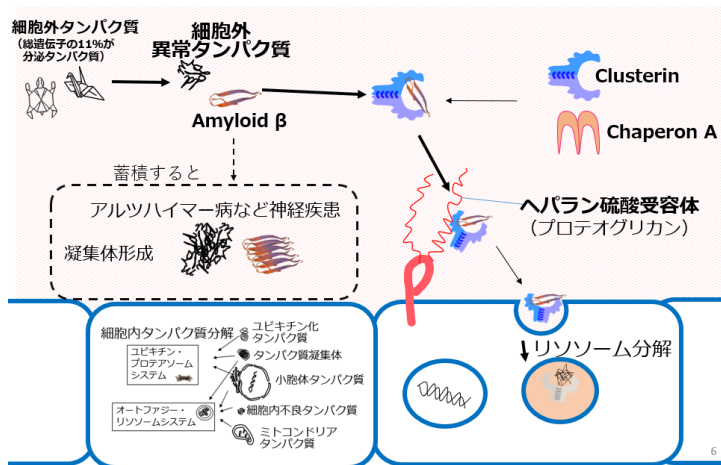 細胞外タンパク質
（総遺伝子の11%が
分泌タンパク質）
細胞外
異常タンパク質
Amyloid β
Clusterin
Chaperon A
蓄積すると
アルツハイマー病など神経疾患
凝集体形成
ヘパラン硫酸受容体
（プロテオグリカン）
細胞内タンパク質分解
ユビキチン化
タンパク質
ユビキチン・
プロテアソーム
システム
タンパク質凝集体
小胞体タンパク質
オートファジー・
リソソームシステム
細胞内不良タンパク質
ミトコンドリア
タンパク質
リソソーム分解
6